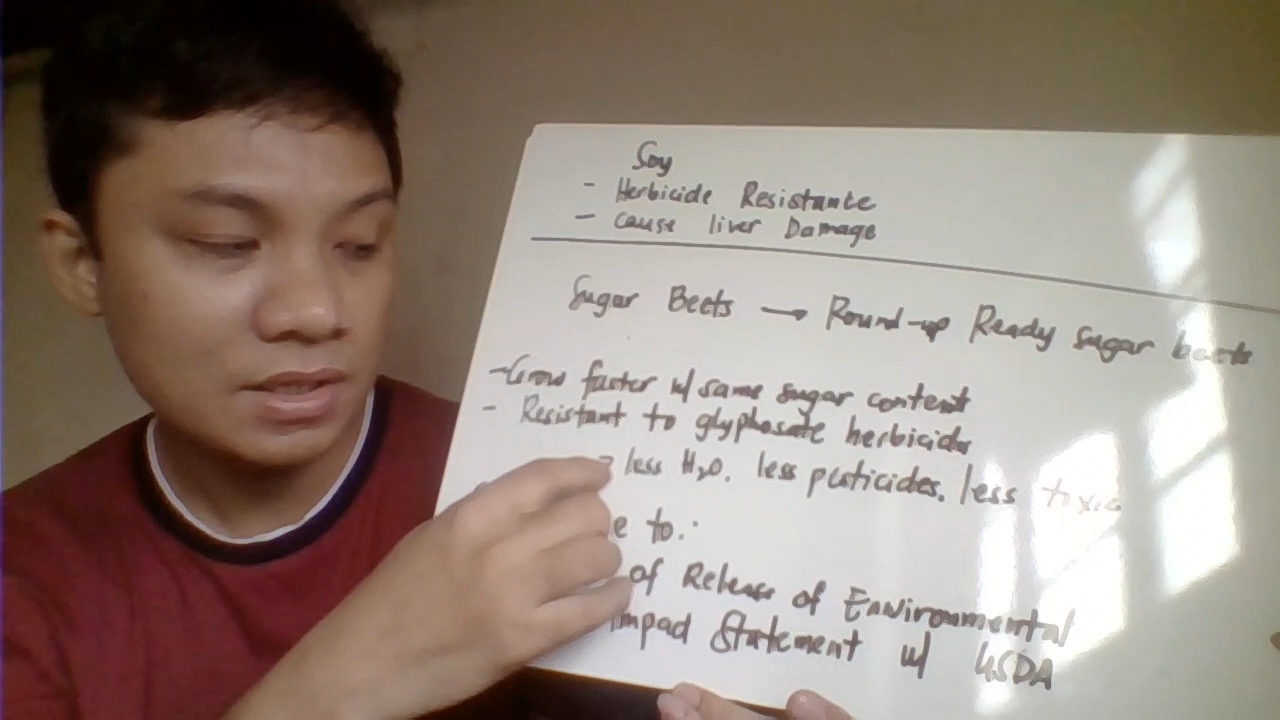 Soy
- Herbicide Resistance
- cause liver Damage
Sugar Beets → Round-up Ready Sugar beets
- Grow faster w/ same sugar content
- Resistant to glyphosate herbicide
less H₂O, less pesticides, less toxic
to:
of Release of Environmental
Impact Statement w/ USDA